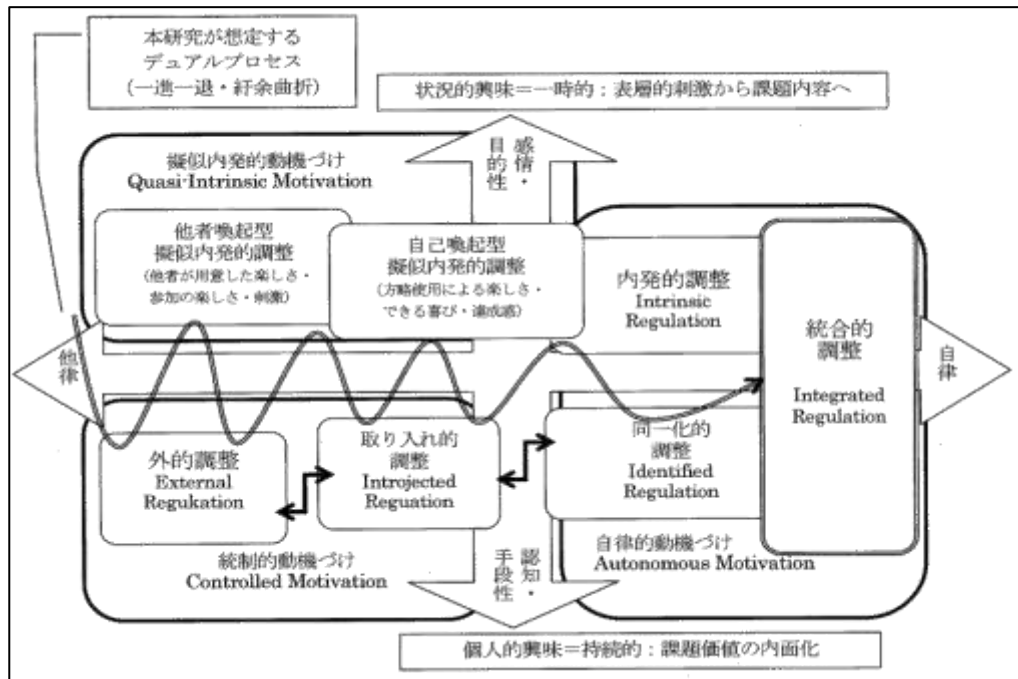 本研究が想定する
デュアルプロセス
(一進一退・紆余曲折)
状況的興味＝一時的：表層的刺激から課題内容へ
感情・
目的性
擬似内発的動機づけ
Quasi-Intrinsic Motivation
他者喚起型
擬似内発的調整
(他者が用意した楽しさ・
参加の楽しさ・刺激)
自己喚起型
擬似内発的調整
(方略使用による楽しさ・
できる喜び・達成感)
内発的調整
Intrinsic
Regulation
統合的
調整
Integrated
Regulation
他律
自律
外的調整
External
Regukation
取り入れ的
調整
Introjected
Reguation
同一化的
調整
Identified
Regulation
統制的動機づけ
Controlled Motivation
認知・
手段性
自律的動機づけ
Autonomous Motivation
個人的興味＝持続的：課題価値の内面化